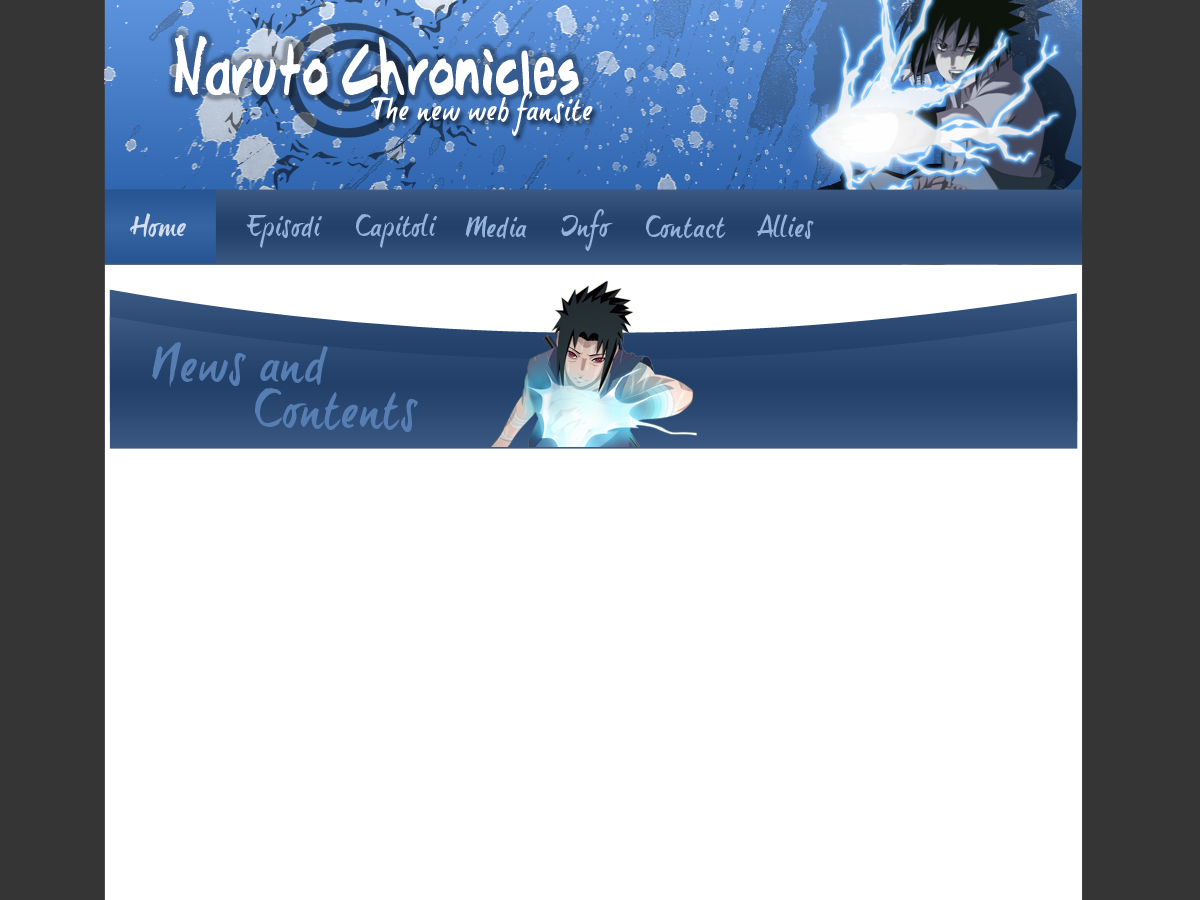 Naruto Chronicles
The new web fansite
Home Episodi Capitoli Media Info Contact Allies
News and
Contents